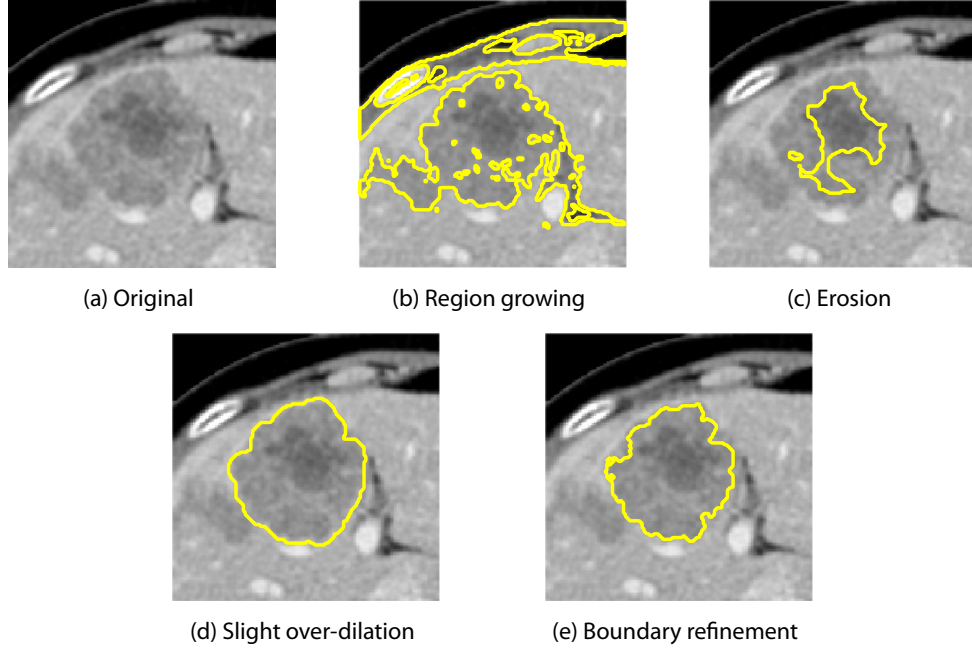 (a) Original
(b) Region growing
(c) Erosion
(d) Slight over-dilation
(e) Boundary refinement